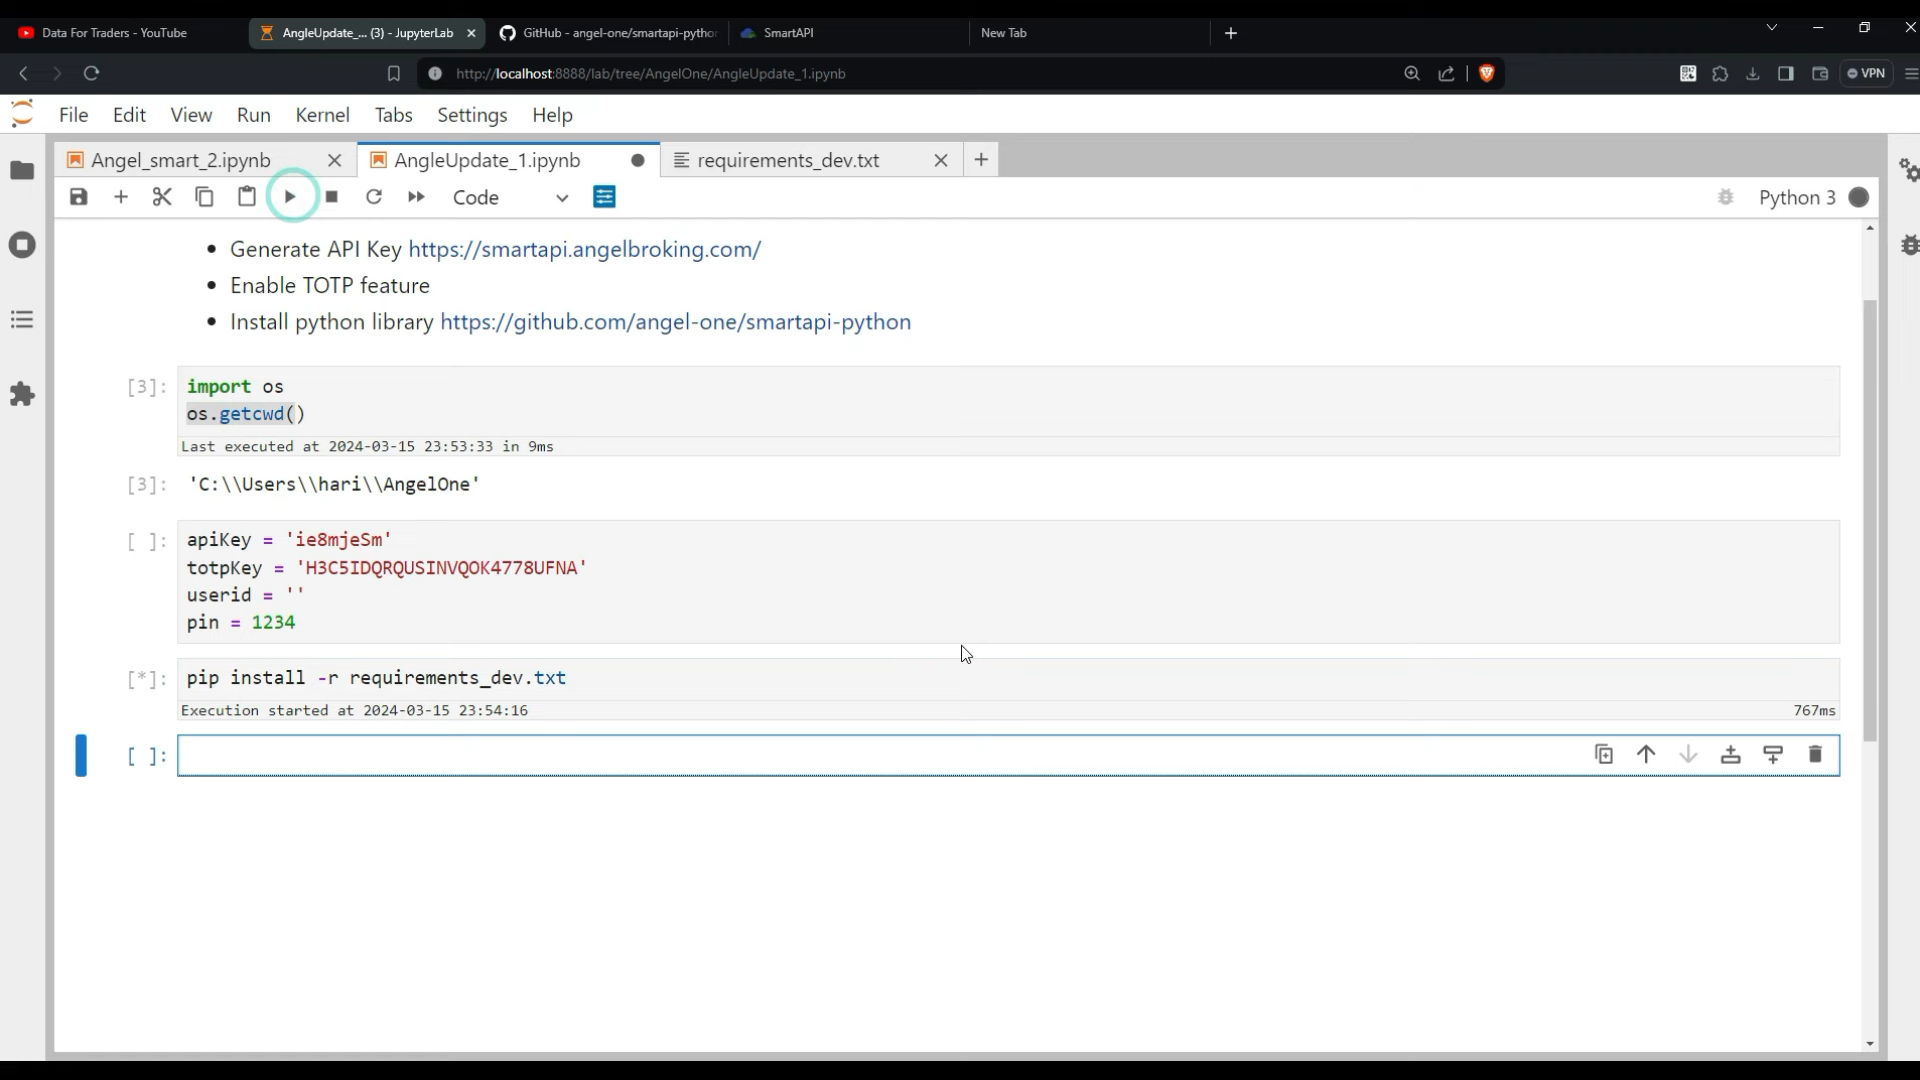 Data For Traders - YouTube
AngleUpdate_... (3) - JupyterLab
GitHub - angel-one/smartapi-pytho
SmartAPI
New Tab
http://localhost:8888/lab/tree/AngelOne/AngleUpdate_1.ipynb
VPN
File Edit View Run Kernel Tabs Settings Help
Angel_smart_2.ipynb
AngleUpdate_1.ipynb
requirements_dev.txt
Code
Python 3
• Generate API Key https://smartapi.angelbroking.com/
• Enable TOTP feature
• Install python library https://github.com/angel-one/smartapi-python
[3]: import os
os.getcwd()
Last executed at 2024-03-15 23:53:33 in 9ms
[3]: 'C:\\Users\\hari\\AngelOne'
[ ]: apiKey = 'ie8mjeSm'
totpKey = 'H3C5IDQRQUSINVQOK4778UFNA'
userid = ''
pin = 1234
[*]: pip install -r requirements_dev.txt
Execution started at 2024-03-15 23:54:16 767ms
[ ]: